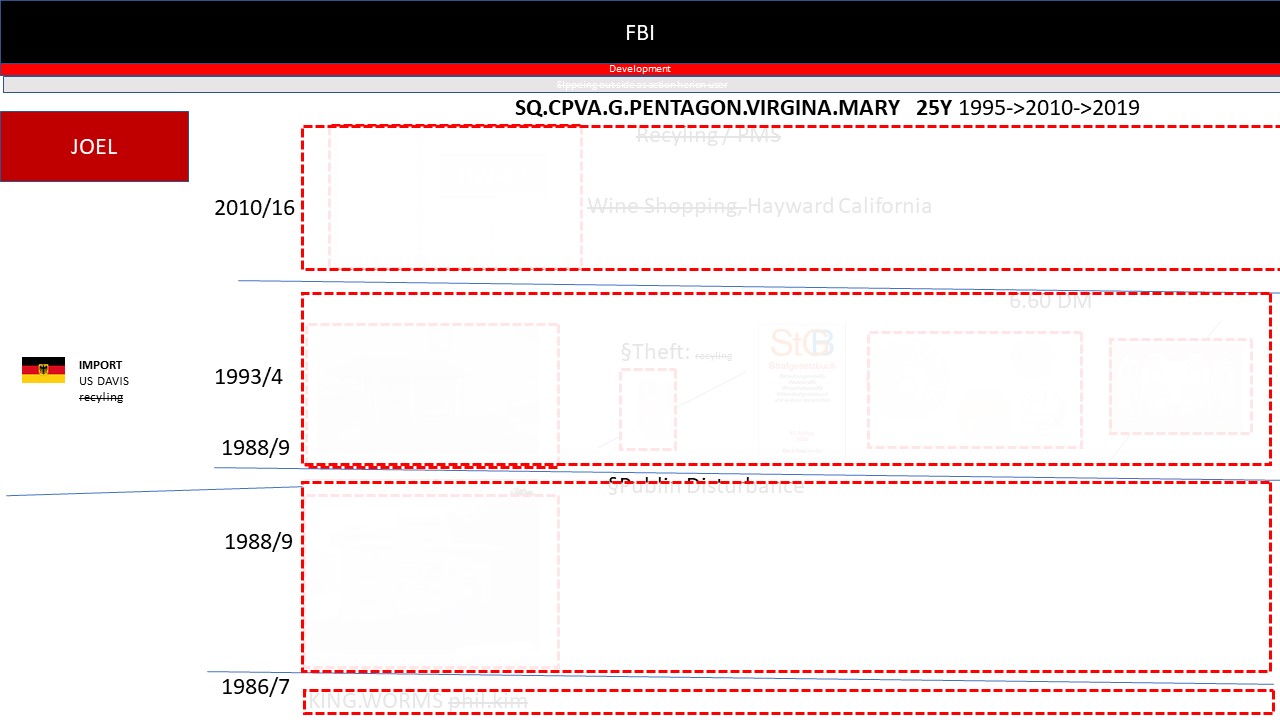 FBI
Development
SQ.CPVA.G.PENTAGON.VIRGINA.MARY 25Y 1995->2010->2019
JOEL
Recyling / PMS
2010/16
Wine Shopping, Hayward California
6.60 DM
§Theft: recyling
StGB
Strafgesetzbuch
IMPORT
US DAVIS
recyling
1993/4
1988/9
§Publin Disturbance
1988/9
1986/7
KING.WORMS phil.kim